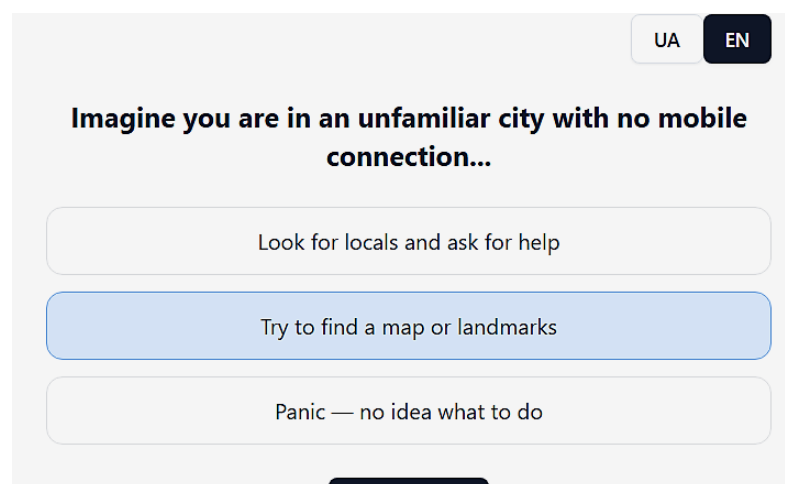 UA EN
Imagine you are in an unfamiliar city with no mobile
connection...
Look for locals and ask for help
Try to find a map or landmarks
Panic — no idea what to do